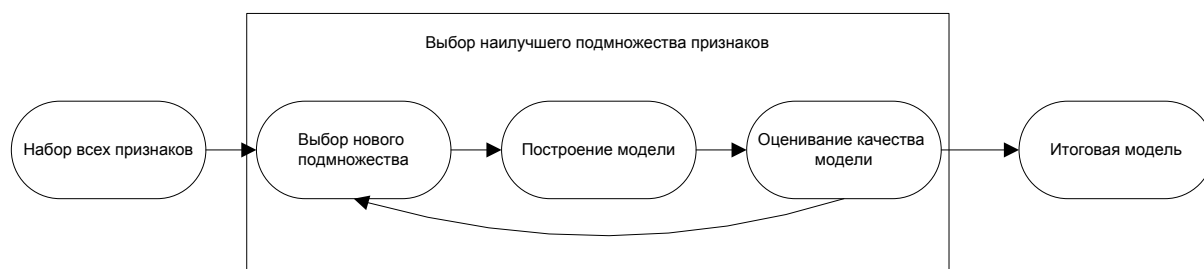 Выбор наилучшего подмножества признаков
Набор всех признаков
Выбор нового
подмножества
Построение модели
Оценивание качества
модели
Итоговая модель